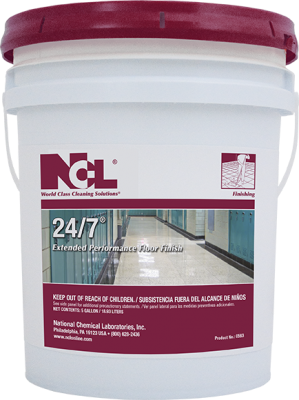 NCL®
World Class Cleaning Solutions®
Finishing
24/7®
Extended Performance Floor Finish
KEEP OUT OF REACH OF CHILDREN. / SUBSISTENCIA FUERA DEL ALCANCE DE NIÑOS
See side panel for additional precautionary statements. / Ver panel lateral para las medidas preventivas adicionales.
NET CONTENTS: 5 GALLON / 18.93 LITERS
National Chemical Laboratories, Inc.
Philadelphia, PA 19123 USA • (800) 628-2436
www.nclonline.com
Product No. / 0563